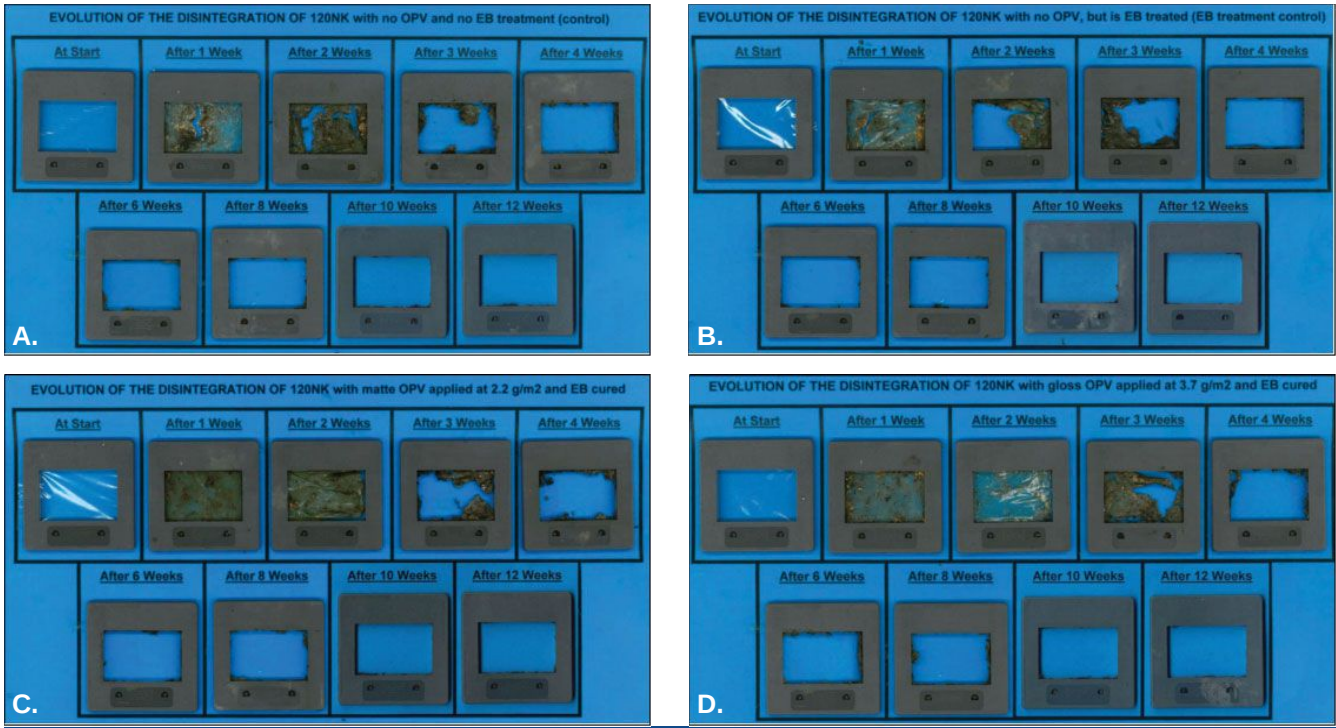 EVOLUTION OF THE DISINTEGRATION OF 120NK with no OPV and no EB treatment (control)
At Start After 1 Week After 2 Weeks After 3 Weeks After 4 Weeks
After 6 Weeks After 8 Weeks After 10 Weeks After 12 Weeks
A.
EVOLUTION OF THE DISINTEGRATION OF 120NK with no OPV, but is EB treated (EB treatment control)
At Start After 1 Week After 2 Weeks After 3 Weeks After 4 Weeks
After 6 Weeks After 8 Weeks After 10 Weeks After 12 Weeks
B.
EVOLUTION OF THE DISINTEGRATION OF 120NK with matte OPV applied at 2.2 g/m2 and EB cured
At Start After 1 Week After 2 Weeks After 3 Weeks After 4 Weeks
After 6 Weeks After 8 Weeks After 10 Weeks After 12 Weeks
C.
EVOLUTION OF THE DISINTEGRATION OF 120NK with gloss OPV applied at 3.7 g/m2 and EB cured
At Start After 1 Week After 2 Weeks After 3 Weeks After 4 Weeks
After 6 Weeks After 8 Weeks After 10 Weeks After 12 Weeks
D.